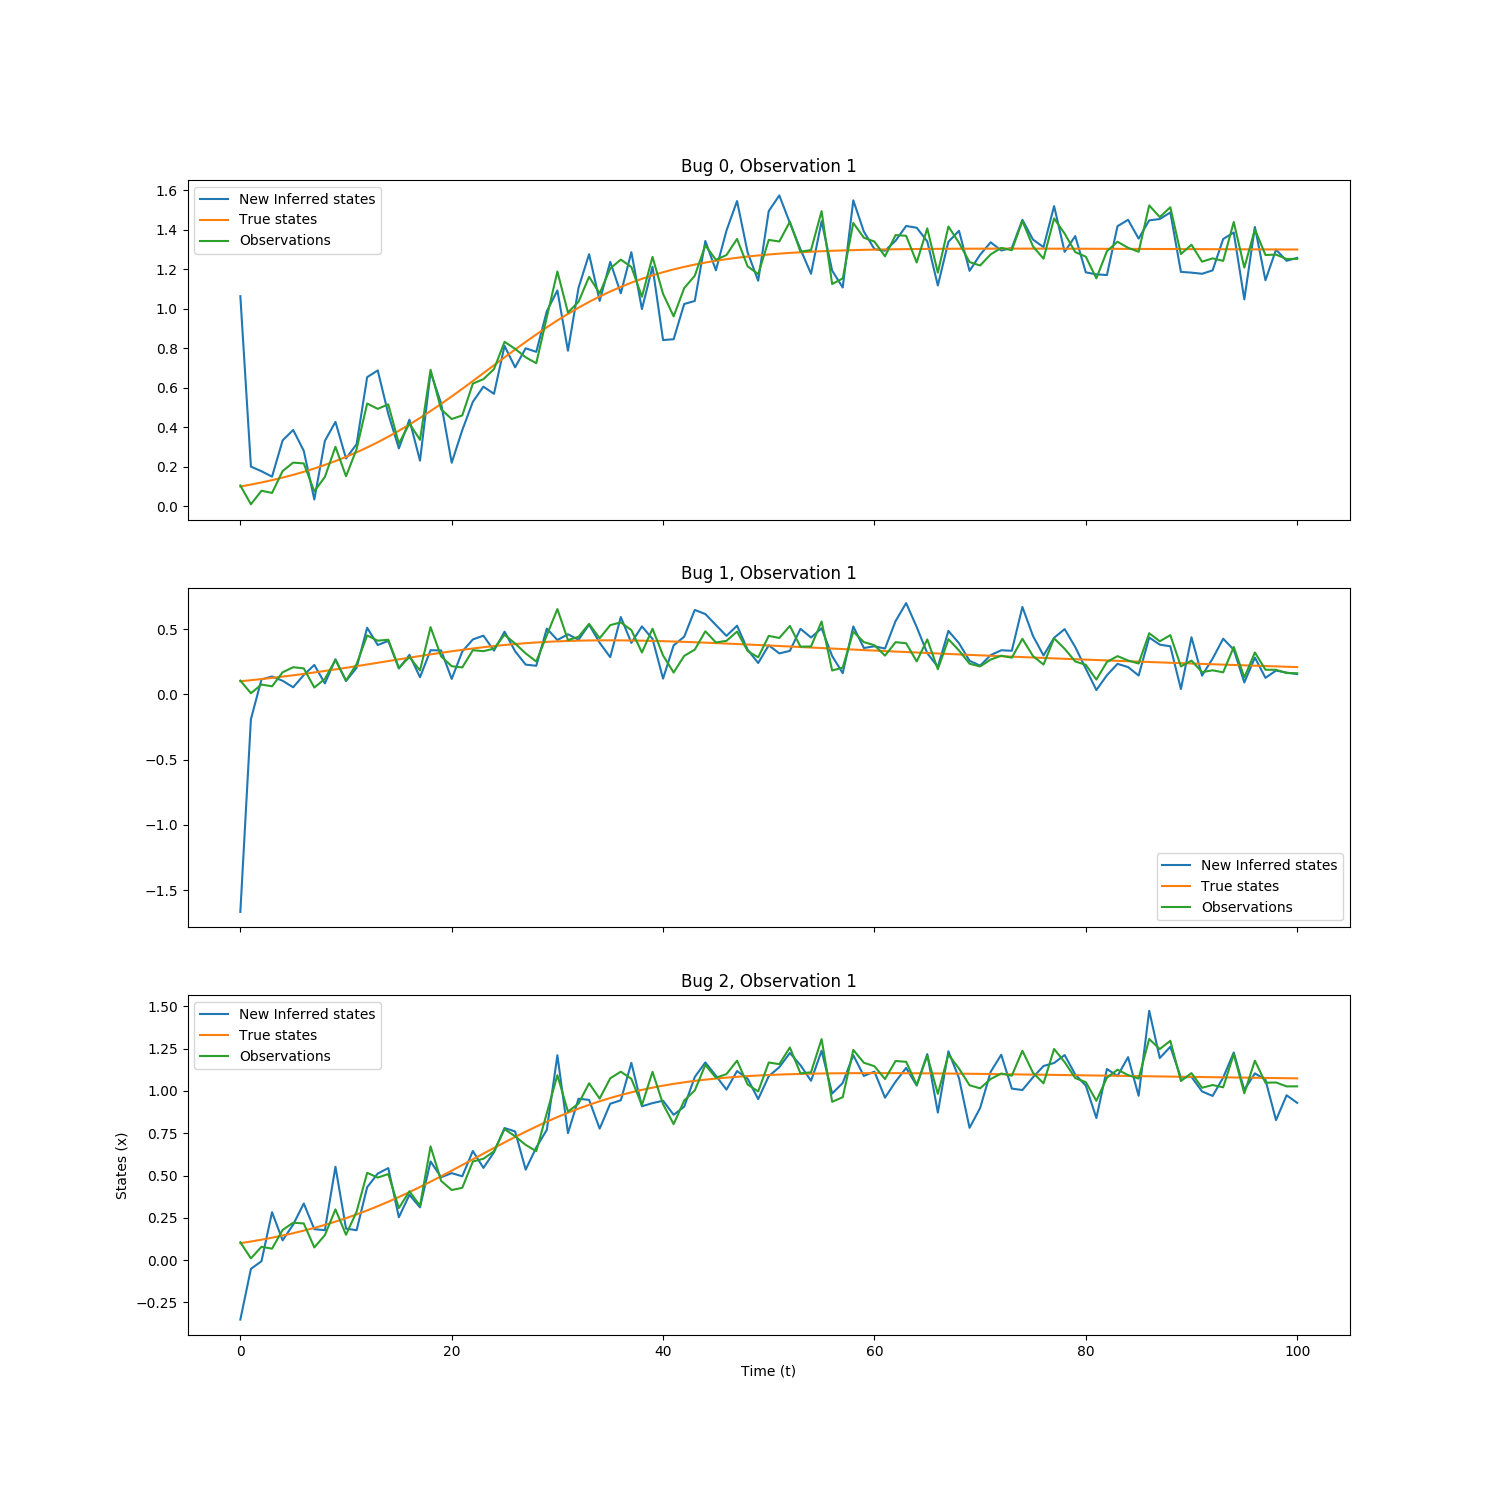 Bug 0, Observation 1
1.6
1.4
1.2
1.0
0.8
0.6
0.4
0.2
0.0
New Inferred states
True states
Observations
Bug 1, Observation 1
0.5
0.0
−0.5
−1.0
−1.5
New Inferred states
True states
Observations
Bug 2, Observation 1
1.50
1.25
1.00
0.75
0.50
0.25
0.00
−0.25
New Inferred states
True states
Observations
States (x)
0 20 40 60 80 100
Time (t)